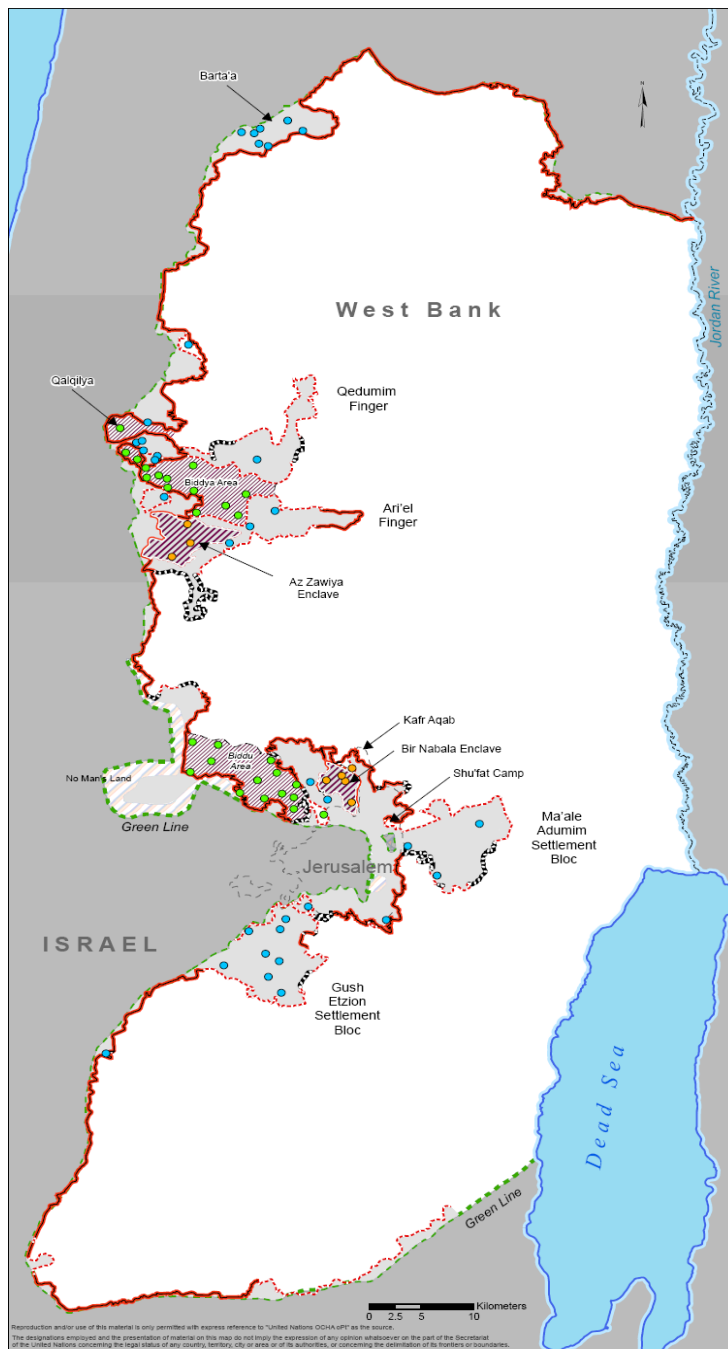 Barta'a
N
Jordan River
West Bank
Qalqilya
Qedumim
Finger
Biddya Area
Ari'el
Finger
Az Zawiya
Enclave
Kafr Aqab
Bir Nabala Enclave
Biddu
Area
Shu'fat Camp
No Man's Land
Green Line
Ma'ale
Adumim
Settlement
Bloc
Jerusalem
ISRAEL
Gush
Etzion
Settlement
Bloc
Dead Sea
Green Line
Kilometers
0 2.5 5 10
Reproduction and/or use of this material is only permitted with express reference to "United Nations OCHA oPt" as the source.
The designations employed and the presentation of material on this map do not imply the expression of any opinion whatsoever on the part of the Secretariat
of the United Nations concerning the legal status of any country, territory, city or area or of its authorities, or concerning the delimitation of its frontiers or boundaries.